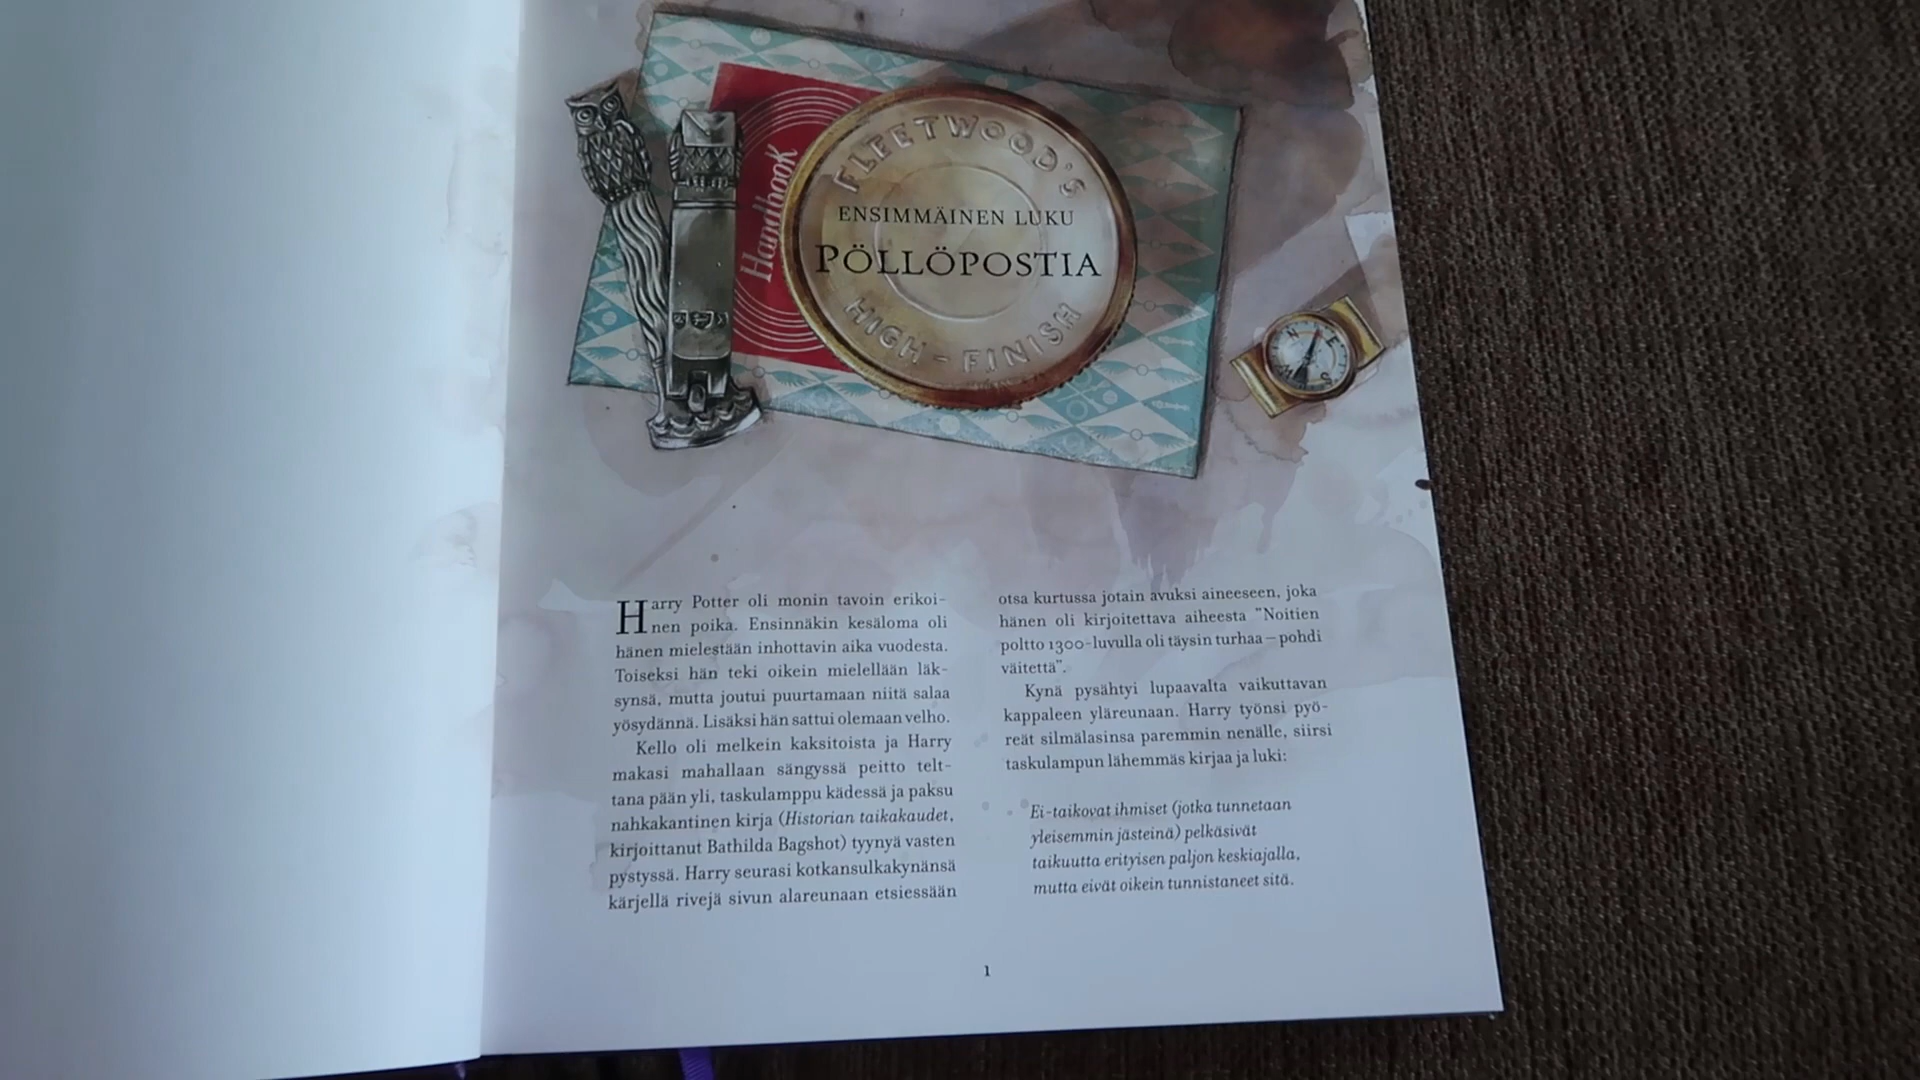 Handbook
FLEETWOOD'S
ENSIMMÄINEN LUKU
PÖLLÖPOSTIA
HIGH-FINISH
Harry Potter oli monin tavoin erikoi-
nen poika. Ensinnäkin kesäloma oli
hänen mielestään inhottavin aika vuodesta.
Toiseksi hän teki oikein mielellään läk-
synsä, mutta joutui puurtamaan niitä salaa
yösydännä. Lisäksi hän sattui olemaan velho.
Kello oli melkein kaksitoista ja Harry
makasi mahallaan sängyssä peitto telt-
tana pään yli, taskulamppu kädessä ja paksu
nahkakantinen kirja (Historian taikakaudet,
kirjoittanut Bathilda Bagshot) tyynyä vasten
pystyssä. Harry seurasi kotkansulkakynänsä
kärjellä rivejä sivun alareunaan etsiessään
otsa kurtussa jotain avuksi aineeseen, joka
hänen oli kirjoitettava aiheesta "Noitien
poltto 1300-luvulla oli täysin turhaa – pohdi
väitettä".
Kynä pysähtyi lupaavalta vaikuttavan
kappaleen yläreunaan. Harry työnsi pyö-
reät silmälasinsa paremmin nenälle, siirsi
taskulampun lähemmäs kirjaa ja luki:
Ei-taikovat ihmiset (jotka tunnetaan
yleisemmin jästeinä) pelkäsivät
taikuutta erityisen paljon keskiajalla,
mutta eivät oikein tunnistaneet sitä.
1